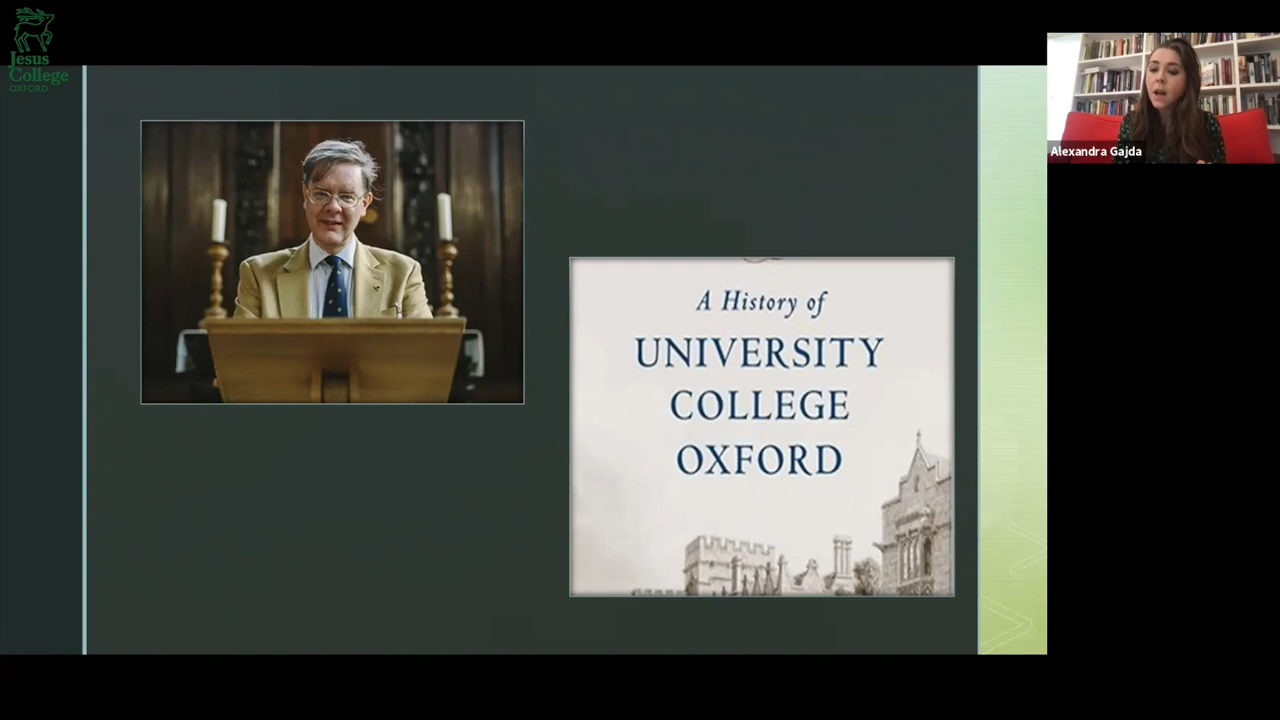 Jesus
College
OXFORD
Alexandra Gajda
A History of
UNIVERSITY
COLLEGE
OXFORD